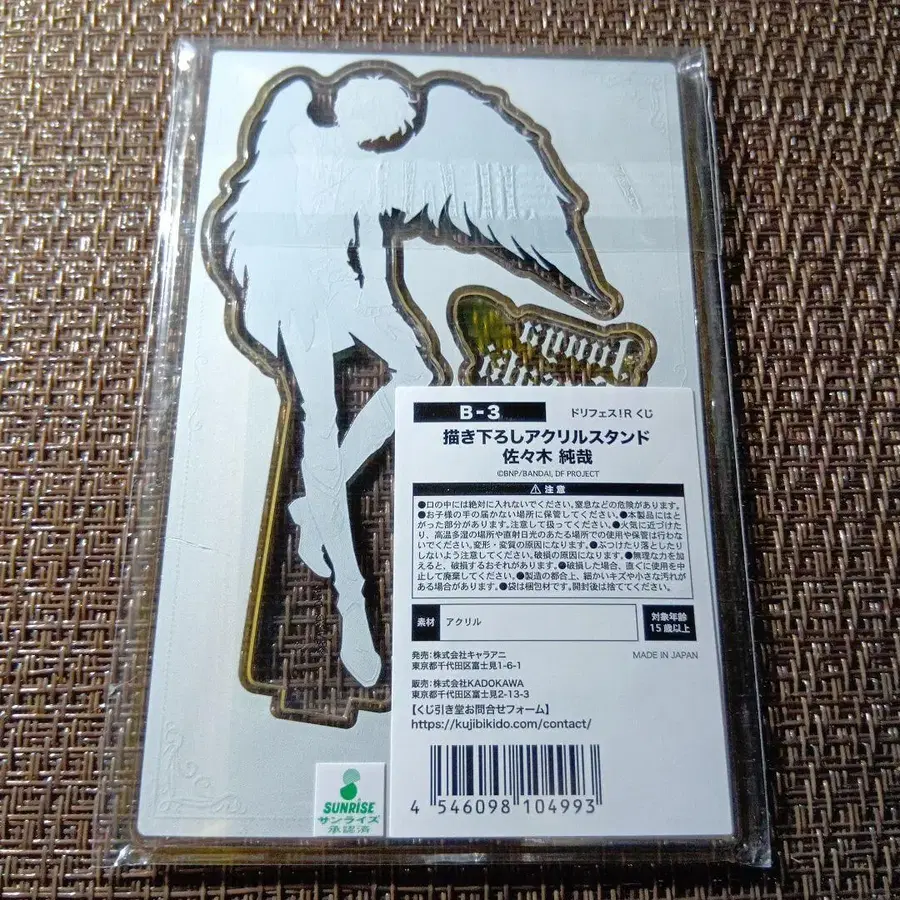 B-3
ドリフェス!R くじ
描き下ろしアクリルスタンド
佐々木 純哉
©BNP/BANDAI, DF PROJECT
⚠注意
●口の中には絶対に入れないでください。窒息などの危険があります。
●お子様の手の届かない場所に保管してください。●本製品にはと
がった部分があります。注意して扱ってください。●火気に近づけた
り、高温多湿の場所や直射日光のあたる場所での使用や保管は行わな
いでください。変形・変質の原因になります。●ぶつけたり落としたり
しないよう注意してください。破損の原因になります。●無理な力を加
えると、破損するおそれがあります。●破損した場合、直ぐに使用を中
止して廃棄してください。●製造の都合上、細かいキズや小さな汚れが
ある場合があります。●袋は梱包材です。開封後は捨ててください。
素材 アクリル
対象年齢
15歳以上
発売:株式会社キャラアニ
MADE IN JAPAN
東京都千代田区富士見1-6-1
販売:株式会社KADOKAWA
東京都千代田区富士見2-13-3
【くじ引き堂お問合せフォーム】
https://kujibikido.com/contact/
4 546098 104993
SUNRISE
サンライズ
承認済